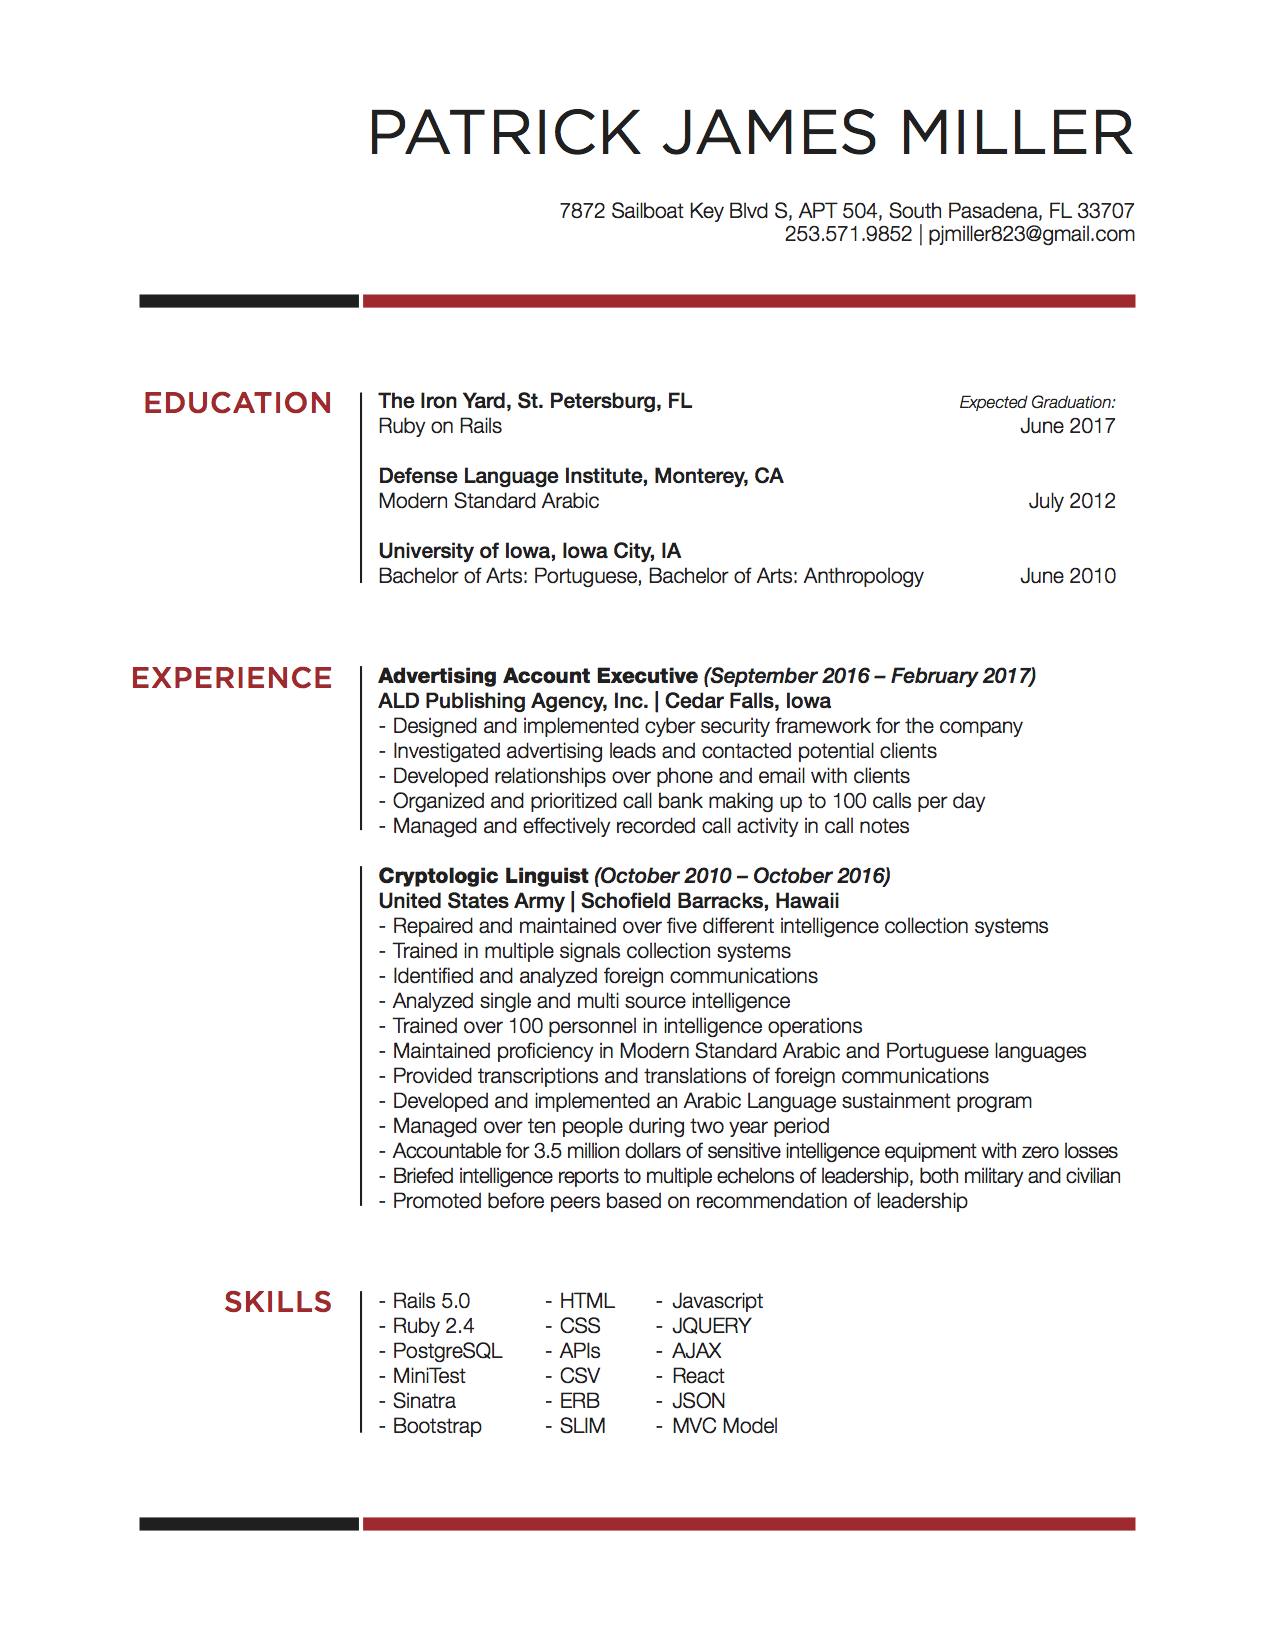 PATRICK JAMES MILLER
7872 Sailboat Key Blvd S, APT 504, South Pasadena, FL 33707
253.571.9852 | pjmiller823@gmail.com
EDUCATION
The Iron Yard, St. Petersburg, FL Expected Graduation:
Ruby on Rails June 2017
Defense Language Institute, Monterey, CA
Modern Standard Arabic July 2012
University of Iowa, Iowa City, IA
Bachelor of Arts: Portuguese, Bachelor of Arts: Anthropology June 2010
EXPERIENCE
Advertising Account Executive (September 2016 – February 2017)
ALD Publishing Agency, Inc. | Cedar Falls, Iowa
- Designed and implemented cyber security framework for the company
- Investigated advertising leads and contacted potential clients
- Developed relationships over phone and email with clients
- Organized and prioritized call bank making up to 100 calls per day
- Managed and effectively recorded call activity in call notes
Cryptologic Linguist (October 2010 – October 2016)
United States Army | Schofield Barracks, Hawaii
- Repaired and maintained over five different intelligence collection systems
- Trained in multiple signals collection systems
- Identified and analyzed foreign communications
- Analyzed single and multi source intelligence
- Trained over 100 personnel in intelligence operations
- Maintained proficiency in Modern Standard Arabic and Portuguese languages
- Provided transcriptions and translations of foreign communications
- Developed and implemented an Arabic Language sustainment program
- Managed over ten people during two year period
- Accountable for 3.5 million dollars of sensitive intelligence equipment with zero losses
- Briefed intelligence reports to multiple echelons of leadership, both military and civilian
- Promoted before peers based on recommendation of leadership
SKILLS
- Rails 5.0 - HTML - Javascript
- Ruby 2.4 - CSS - JQUERY
- PostgreSQL - APIs - AJAX
- MiniTest - CSV - React
- Sinatra - ERB - JSON
- Bootstrap - SLIM - MVC Model